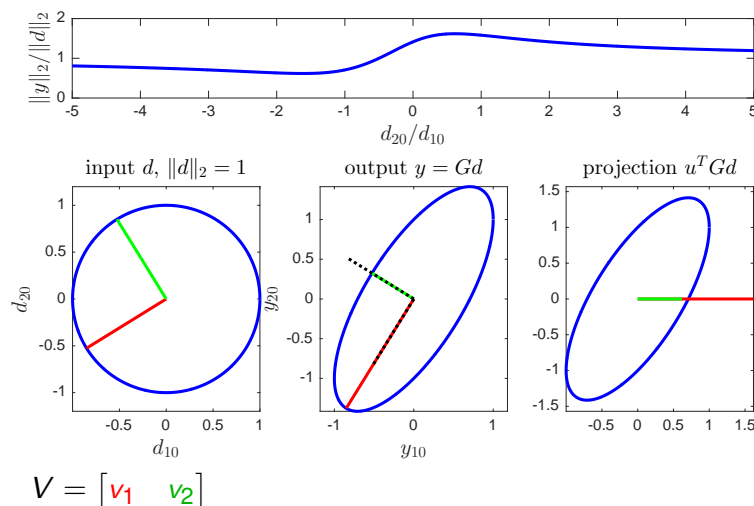 ‖y‖₂/‖d‖₂
2
1
0
-5 -4 -3 -2 -1 0 1 2 3 4 5
d₂₀/d₁₀
input d, ‖d‖₂ = 1
output y = Gd
projection uᵀGd
d₂₀
1
0.5
0
-0.5
-1
-0.5 0 0.5 1
d₁₀
y₂₀
1
0.5
0
-0.5
-1
-1 0 1
y₁₀
1.5
1
0.5
0
-0.5
-1
-1.5
-0.5 0 0.5 1 1.5
V = [v₁ v₂]